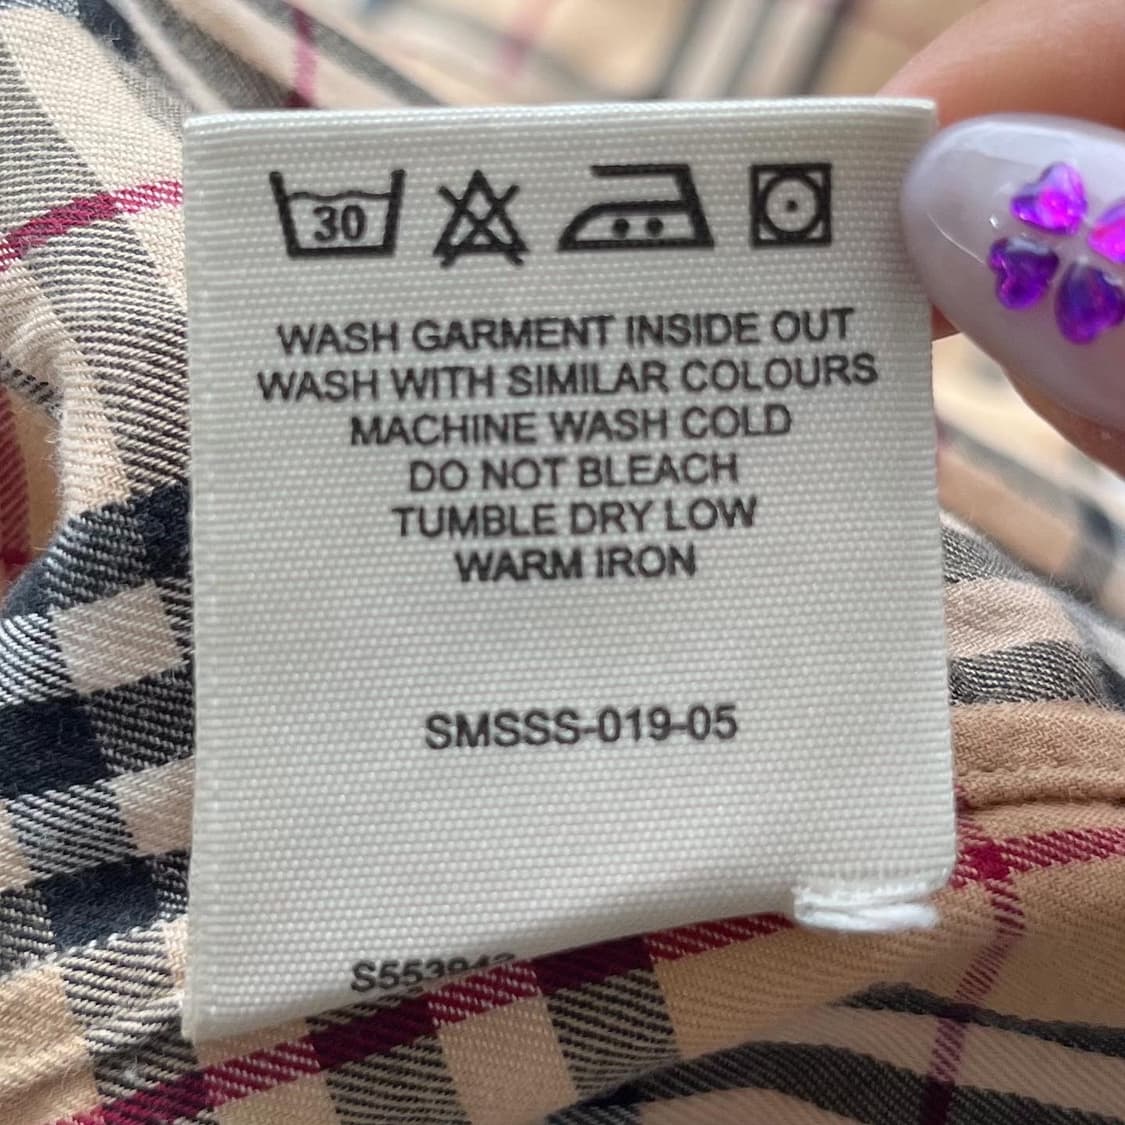 30
WASH GARMENT INSIDE OUT
WASH WITH SIMILAR COLOURS
MACHINE WASH COLD
DO NOT BLEACH
TUMBLE DRY LOW
WARM IRON
SMSSS-019-05